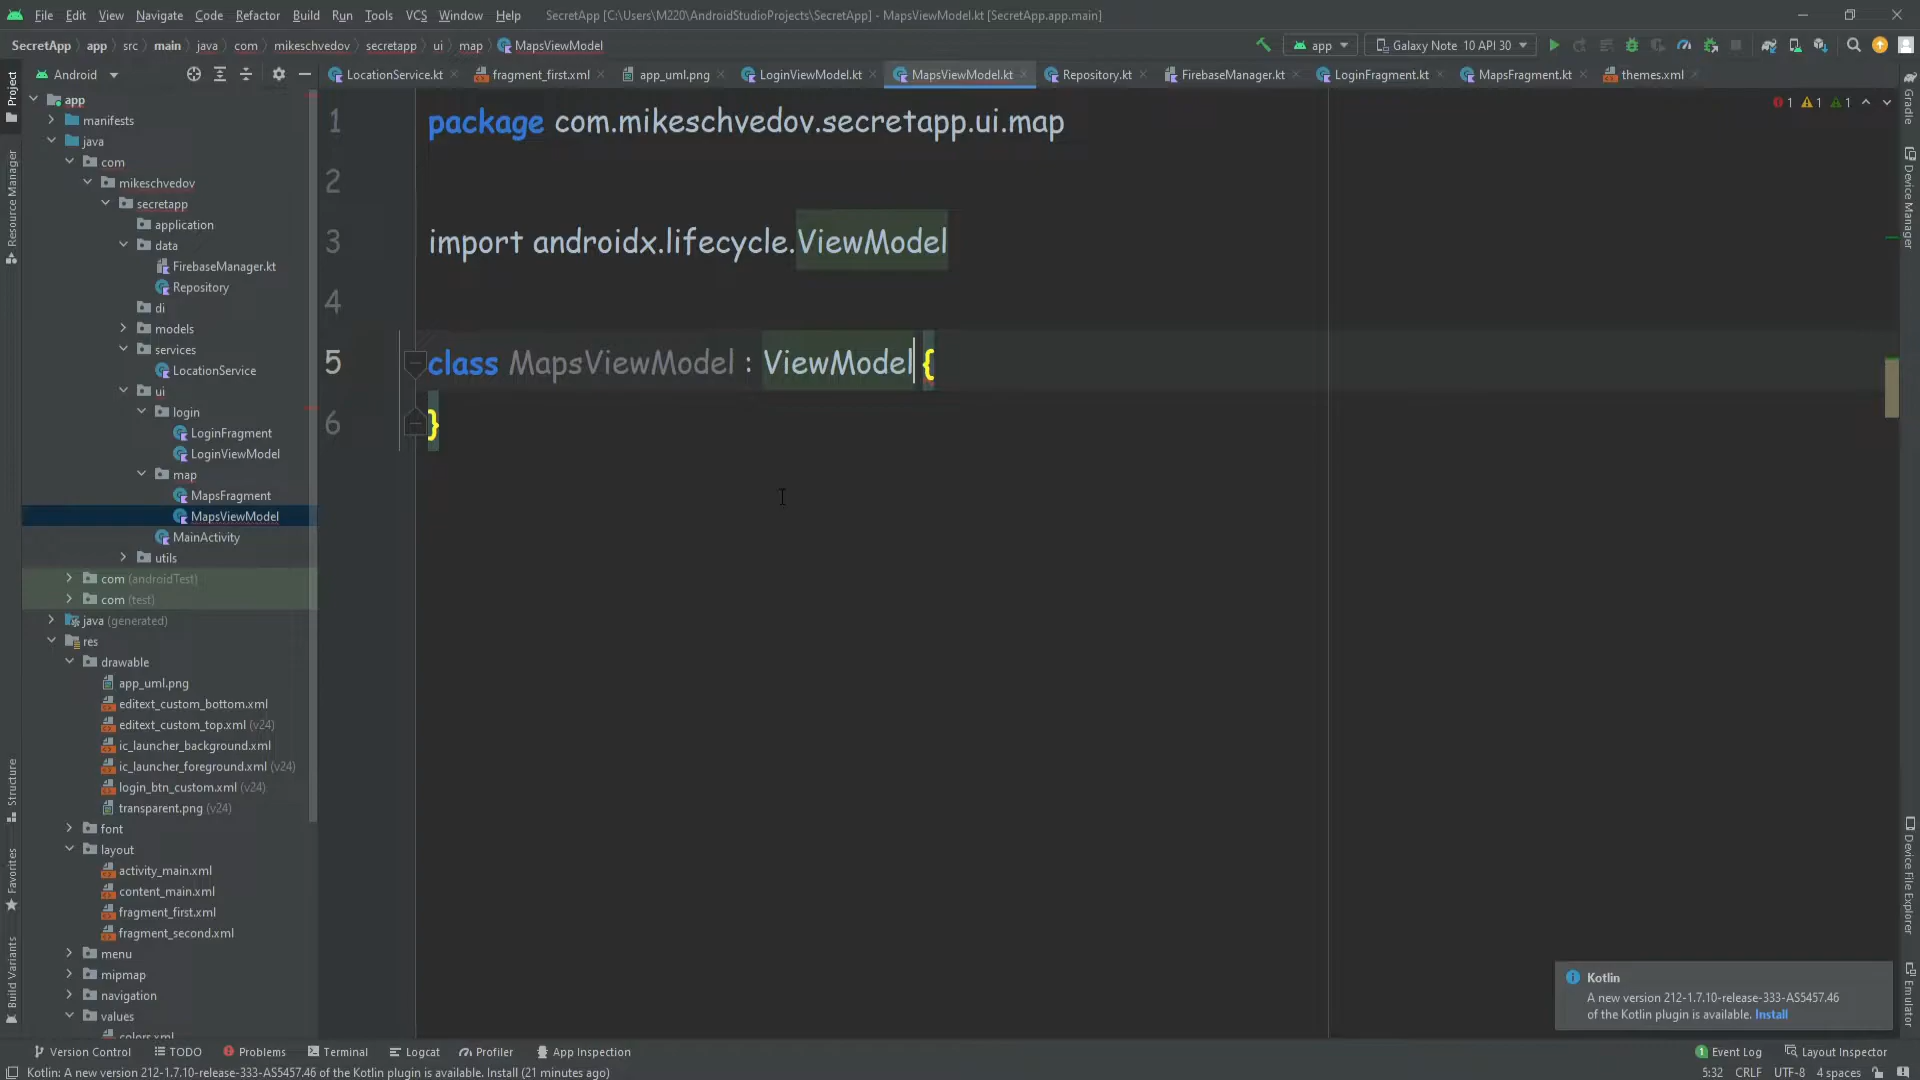 File Edit View Navigate Code Refactor Build Run Tools VCS Window Help SecretApp [C:\Users\M220\AndroidStudioProjects\SecretApp] - MapsViewModel.kt [SecretApp.app.main]
SecretApp app src main java com mikeschvedov secretapp ui map MapsViewModel app Galaxy Note 10 API 30
Android LocationService.kt fragment_first.xml app_uml.png LoginViewModel.kt MapsViewModel.kt Repository.kt FirebaseManager.kt LoginFragment.kt MapsFragment.kt themes.xml
Project
Resource Manager
Structure
Favorites
Build Variants
app
manifests
java
com
mikeschvedov
secretapp
application
data
FirebaseManager.kt
Repository
di
models
services
LocationService
ui
login
LoginFragment
LoginViewModel
map
MapsFragment
MapsViewModel
MainActivity
utils
com (androidTest)
com (test)
java (generated)
res
drawable
app_uml.png
editext_custom_bottom.xml
editext_custom_top.xml (v24)
ic_launcher_background.xml
ic_launcher_foreground.xml (v24)
login_btn_custom.xml (v24)
transparent.png (v24)
font
layout
activity_main.xml
content_main.xml
fragment_first.xml
fragment_second.xml
menu
mipmap
navigation
values
colors.xml
1 package com.mikeschvedov.secretapp.ui.map
2
3 import androidx.lifecycle.ViewModel
4
5 class MapsViewModel : ViewModel {
6 }
1 1 1
Gradle
Device Manager
Device File Explorer
Emulator
Kotlin
A new version 212-1.7.10-release-333-AS5457.46
of the Kotlin plugin is available. Install
Version Control TODO Problems Terminal Logcat Profiler App Inspection 1 Event Log Layout Inspector
Kotlin: A new version 212-1.7.10-release-333-AS5457.46 of the Kotlin plugin is available. Install (21 minutes ago) 5:32 CRLF UTF-8 4 spaces